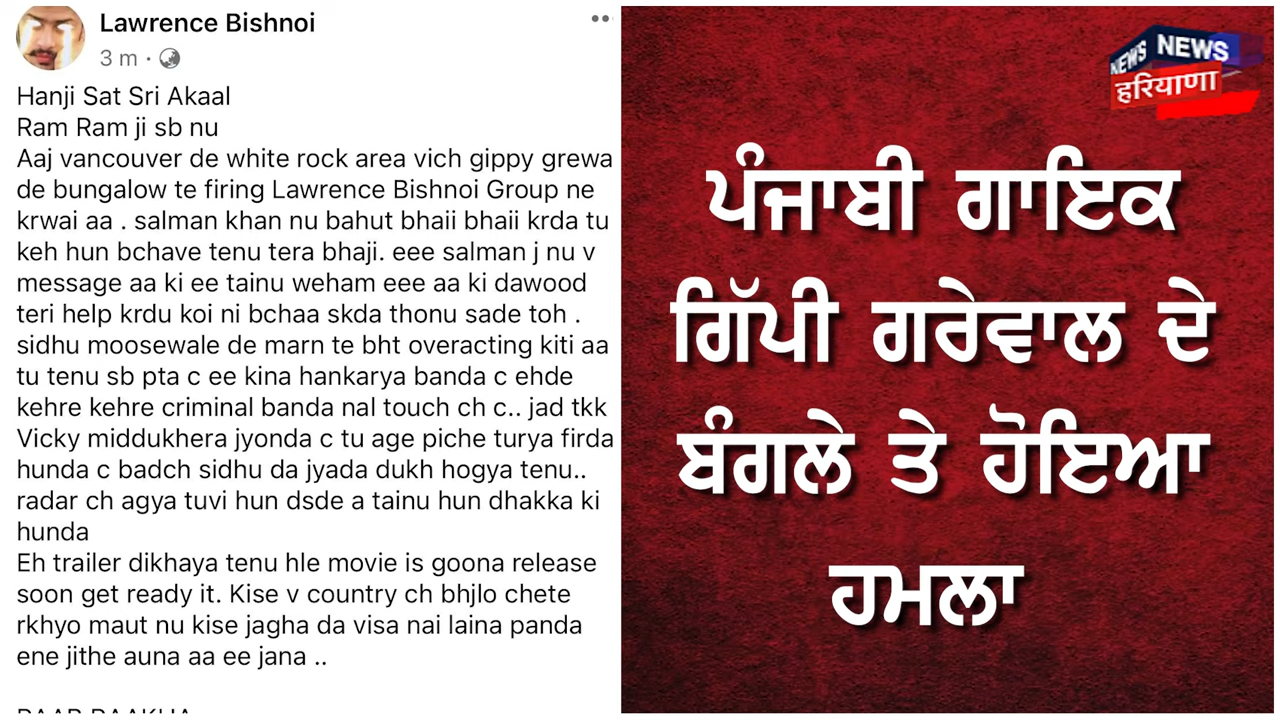 Lawrence Bishnoi
3 m ·
Hanji Sat Sri Akaal
Ram Ram ji sb nu
Aaj vancouver de white rock area vich gippy grewa
de bungalow te firing Lawrence Bishnoi Group ne
krwai aa . salman khan nu bahut bhaii bhaii krda tu
keh hun bchave tenu tera bhaji. eee salman j nu v
message aa ki ee tainu weham eee aa ki dawood
teri help krdu koi ni bchaa skda thonu sade toh .
sidhu moosewale de marn te bht overacting kiti aa
tu tenu sb pta c ee kina hankarya banda c ehde
kehre kehre criminal banda nal touch ch c.. jad tkk
Vicky middukhera jyonda c tu age piche turya firda
hunda c badch sidhu da jyada dukh hogya tenu..
radar ch agya tuvi hun dsde a tainu hun dhakka ki
hunda
Eh trailer dikhaya tenu hle movie is goona release
soon get ready it. Kise v country ch bhjlo chete
rkhyo maut nu kise jagha da visa nai laina panda
ene jithe auna aa ee jana ..
NEWS NEWS
हरियाणा
ਪੰਜਾਬੀ ਗਾਇਕ
ਗਿੱਪੀ ਗਰੇਵਾਲ ਦੇ
ਬੰਗਲੇ ਤੇ ਹੋਇਆ
ਹਮਲਾ